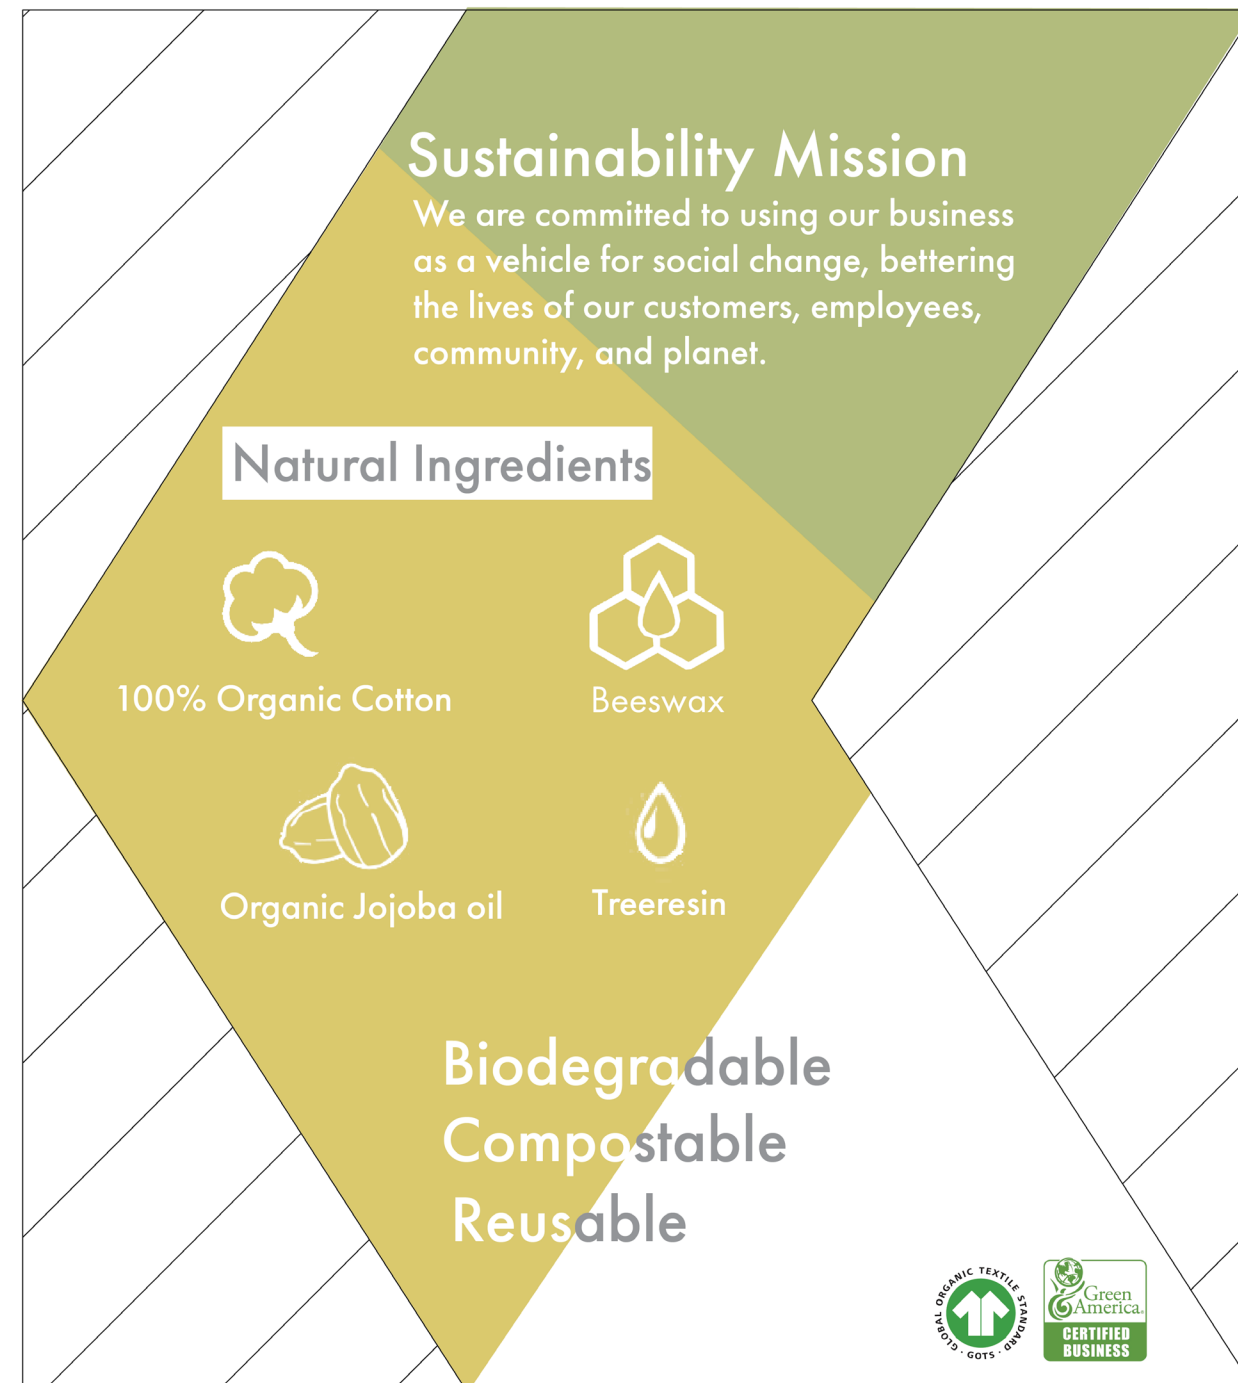 Sustainability Mission
We are committed to using our business
as a vehicle for social change, bettering
the lives of our customers, employees,
community, and planet.
Natural Ingredients
100% Organic Cotton
Beeswax
Organic Jojoba oil
Treeresin
Biodegradable
Compostable
Reusable
GLOBAL ORGANIC TEXTILE STANDARD · GOTS ·
Green
America®
CERTIFIED
BUSINESS